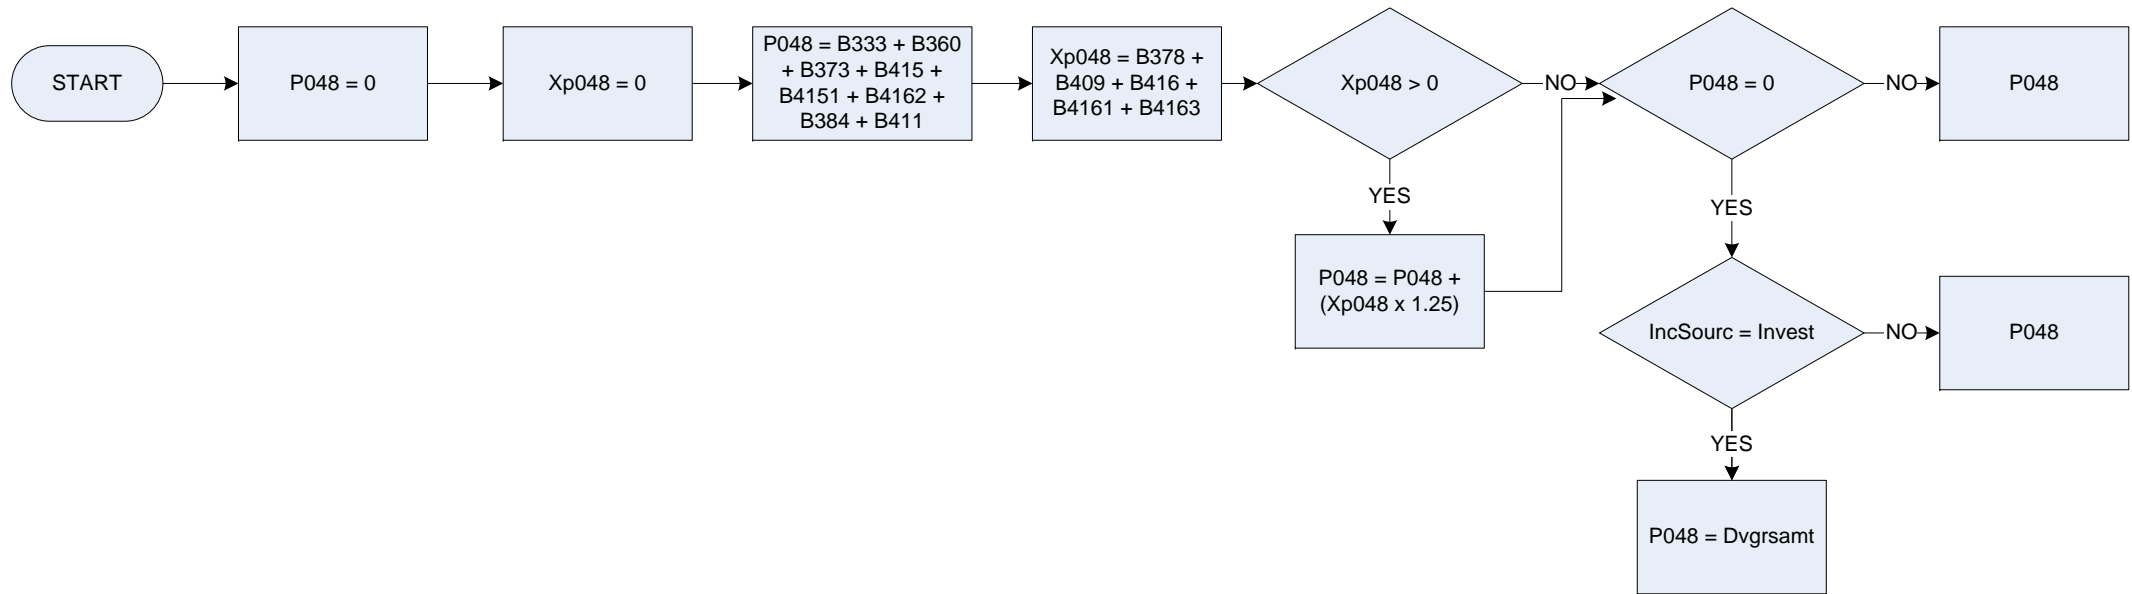 START
P048 = 0
Xp048 = 0
P048 = B333 + B360
+ B373 + B415 +
B4151 + B4162 +
B384 + B411
Xp048 = B378 +
B409 + B416 +
B4161 + B4163
Xp048 > 0
NO
P048 = 0
NO
P048
YES
P048 = P048 +
(Xp048 x 1.25)
YES
IncSourc = Invest
NO
P048
YES
P048 = Dvgrsamt